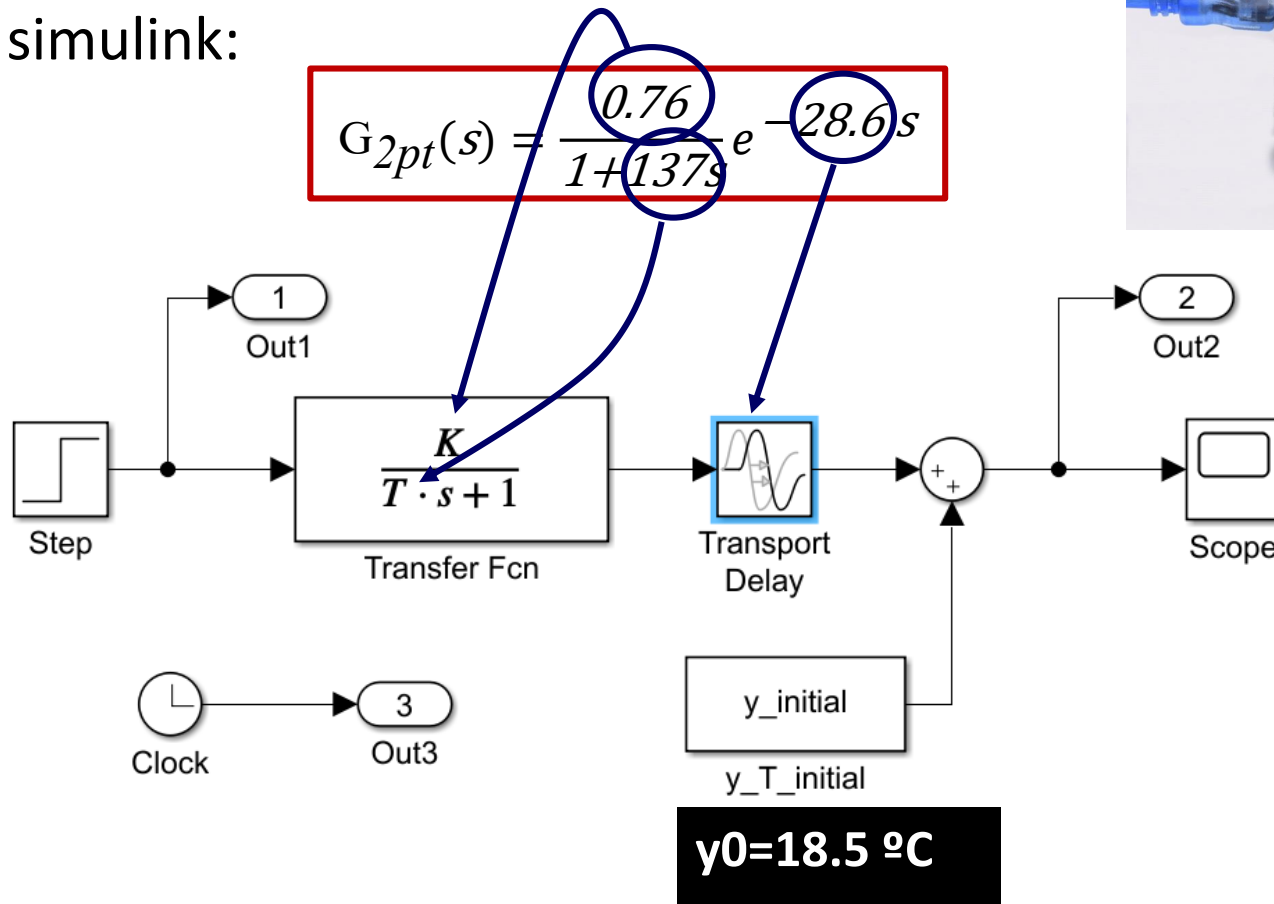 simulink:
G2pt(s) = 0.76 / 1+137s e −28.6s
1
Out1
2
Out2
Step
K / T · s + 1
Transfer Fcn
Transport
Delay
+
+
Scope
Clock
3
Out3
y_initial
y_T_initial
y0=18.5 ºC